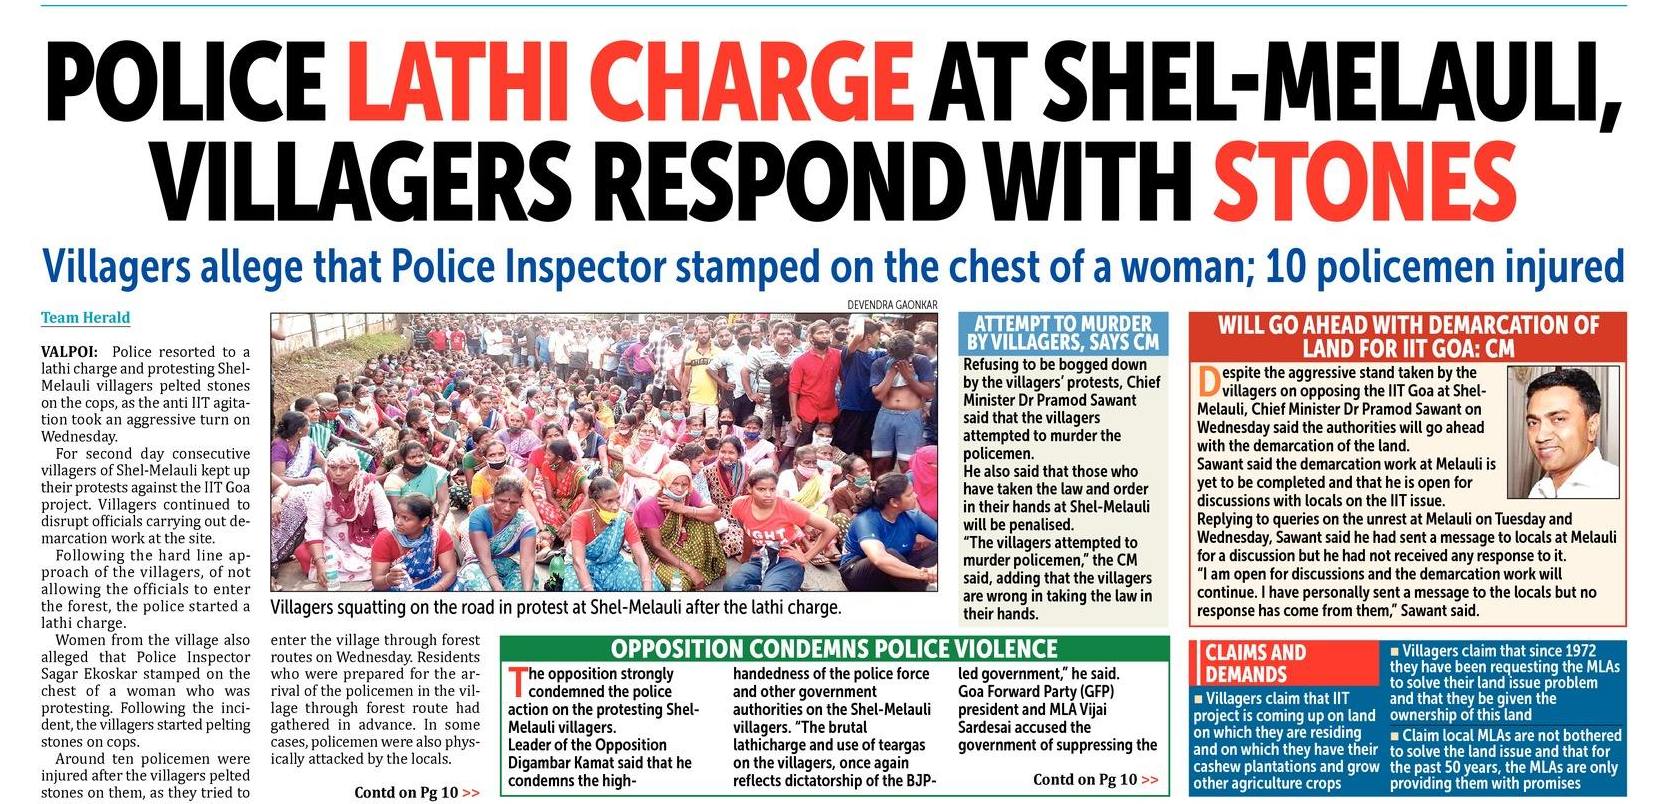 POLICE LATHI CHARGE AT SHEL-MELAULI,
VILLAGERS RESPOND WITH STONES
Villagers allege that Police Inspector stamped on the chest of a woman; 10 policemen injured
Team Herald
VALPOI: Police resorted to a
lathi charge and protesting Shel-
Melauli villagers pelted stones
on the cops, as the anti IIT agita-
tion took an aggressive turn on
Wednesday.
For second day consecutive
villagers of Shel-Melauli kept up
their protests against the IIT Goa
project. Villagers continued to
disrupt officials carrying out de-
marcation work at the site.
Following the hard line ap-
proach of the villagers, of not
allowing the officials to enter
the forest, the police started a
lathi charge.
Women from the village also
alleged that Police Inspector
Sagar Ekoskar stamped on the
chest of a woman who was
protesting. Following the inci-
dent, the villagers started pelting
stones on cops.
Around ten policemen were
injured after the villagers pelted
stones on them, as they tried to
enter the village through forest
routes on Wednesday. Residents
who were prepared for the ar-
rival of the policemen in the vil-
lage through forest route had
gathered in advance. In some
cases, policemen were also phys-
ically attacked by the locals.
Contd on Pg 10 >>
DEVENDRA GAONKAR
Villagers squatting on the road in protest at Shel-Melauli after the lathi charge.
ATTEMPT TO MURDER
BY VILLAGERS, SAYS CM
Refusing to be bogged down
by the villagers' protests, Chief
Minister Dr Pramod Sawant
said that the villagers
attempted to murder the
policemen.
He also said that those who
have taken the law and order
in their hands at Shel-Melauli
will be penalised.
"The villagers attempted to
murder policemen," the CM
said, adding that the villagers
are wrong in taking the law in
their hands.
OPPOSITION CONDEMNS POLICE VIOLENCE
The opposition strongly
condemned the police
action on the protesting Shel-
Melauli villagers.
Leader of the Opposition
Digambar Kamat said that he
condemns the high-
handedness of the police force
and other government
authorities on the Shel-Melauli
villagers. "The brutal
lathicharge and use of teargas
on the villagers, once again
reflects dictatorship of the BJP-
led government," he said.
Goa Forward Party (GFP)
president and MLA Vijai
Sardesai accused the
government of suppressing the
Contd on Pg 10 >>
WILL GO AHEAD WITH DEMARCATION OF
LAND FOR IIT GOA: CM
Despite the aggressive stand taken by the
villagers on opposing the IIT Goa at Shel-
Melauli, Chief Minister Dr Pramod Sawant on
Wednesday said the authorities will go ahead
with the demarcation of the land.
Sawant said the demarcation work at Melauli is
yet to be completed and that he is open for
discussions with locals on the IIT issue.
Replying to queries on the unrest at Melauli on Tuesday and
Wednesday, Sawant said he had sent a message to locals at Melauli
for a discussion but he had not received any response to it.
"I am open for discussions and the demarcation work will
continue. I have personally sent a message to the locals but no
response has come from them," Sawant said.
CLAIMS AND
DEMANDS
■ Villagers claim that IIT
project is coming up on land
on which they are residing
and on which they have their
cashew plantations and grow
other agriculture crops
■ Villagers claim that since 1972
they have been requesting the MLAs
to solve their land issue problem
and that they be given the
ownership of this land
■ Claim local MLAs are not bothered
to solve the land issue and that for
the past 50 years, the MLAs are only
providing them with promises